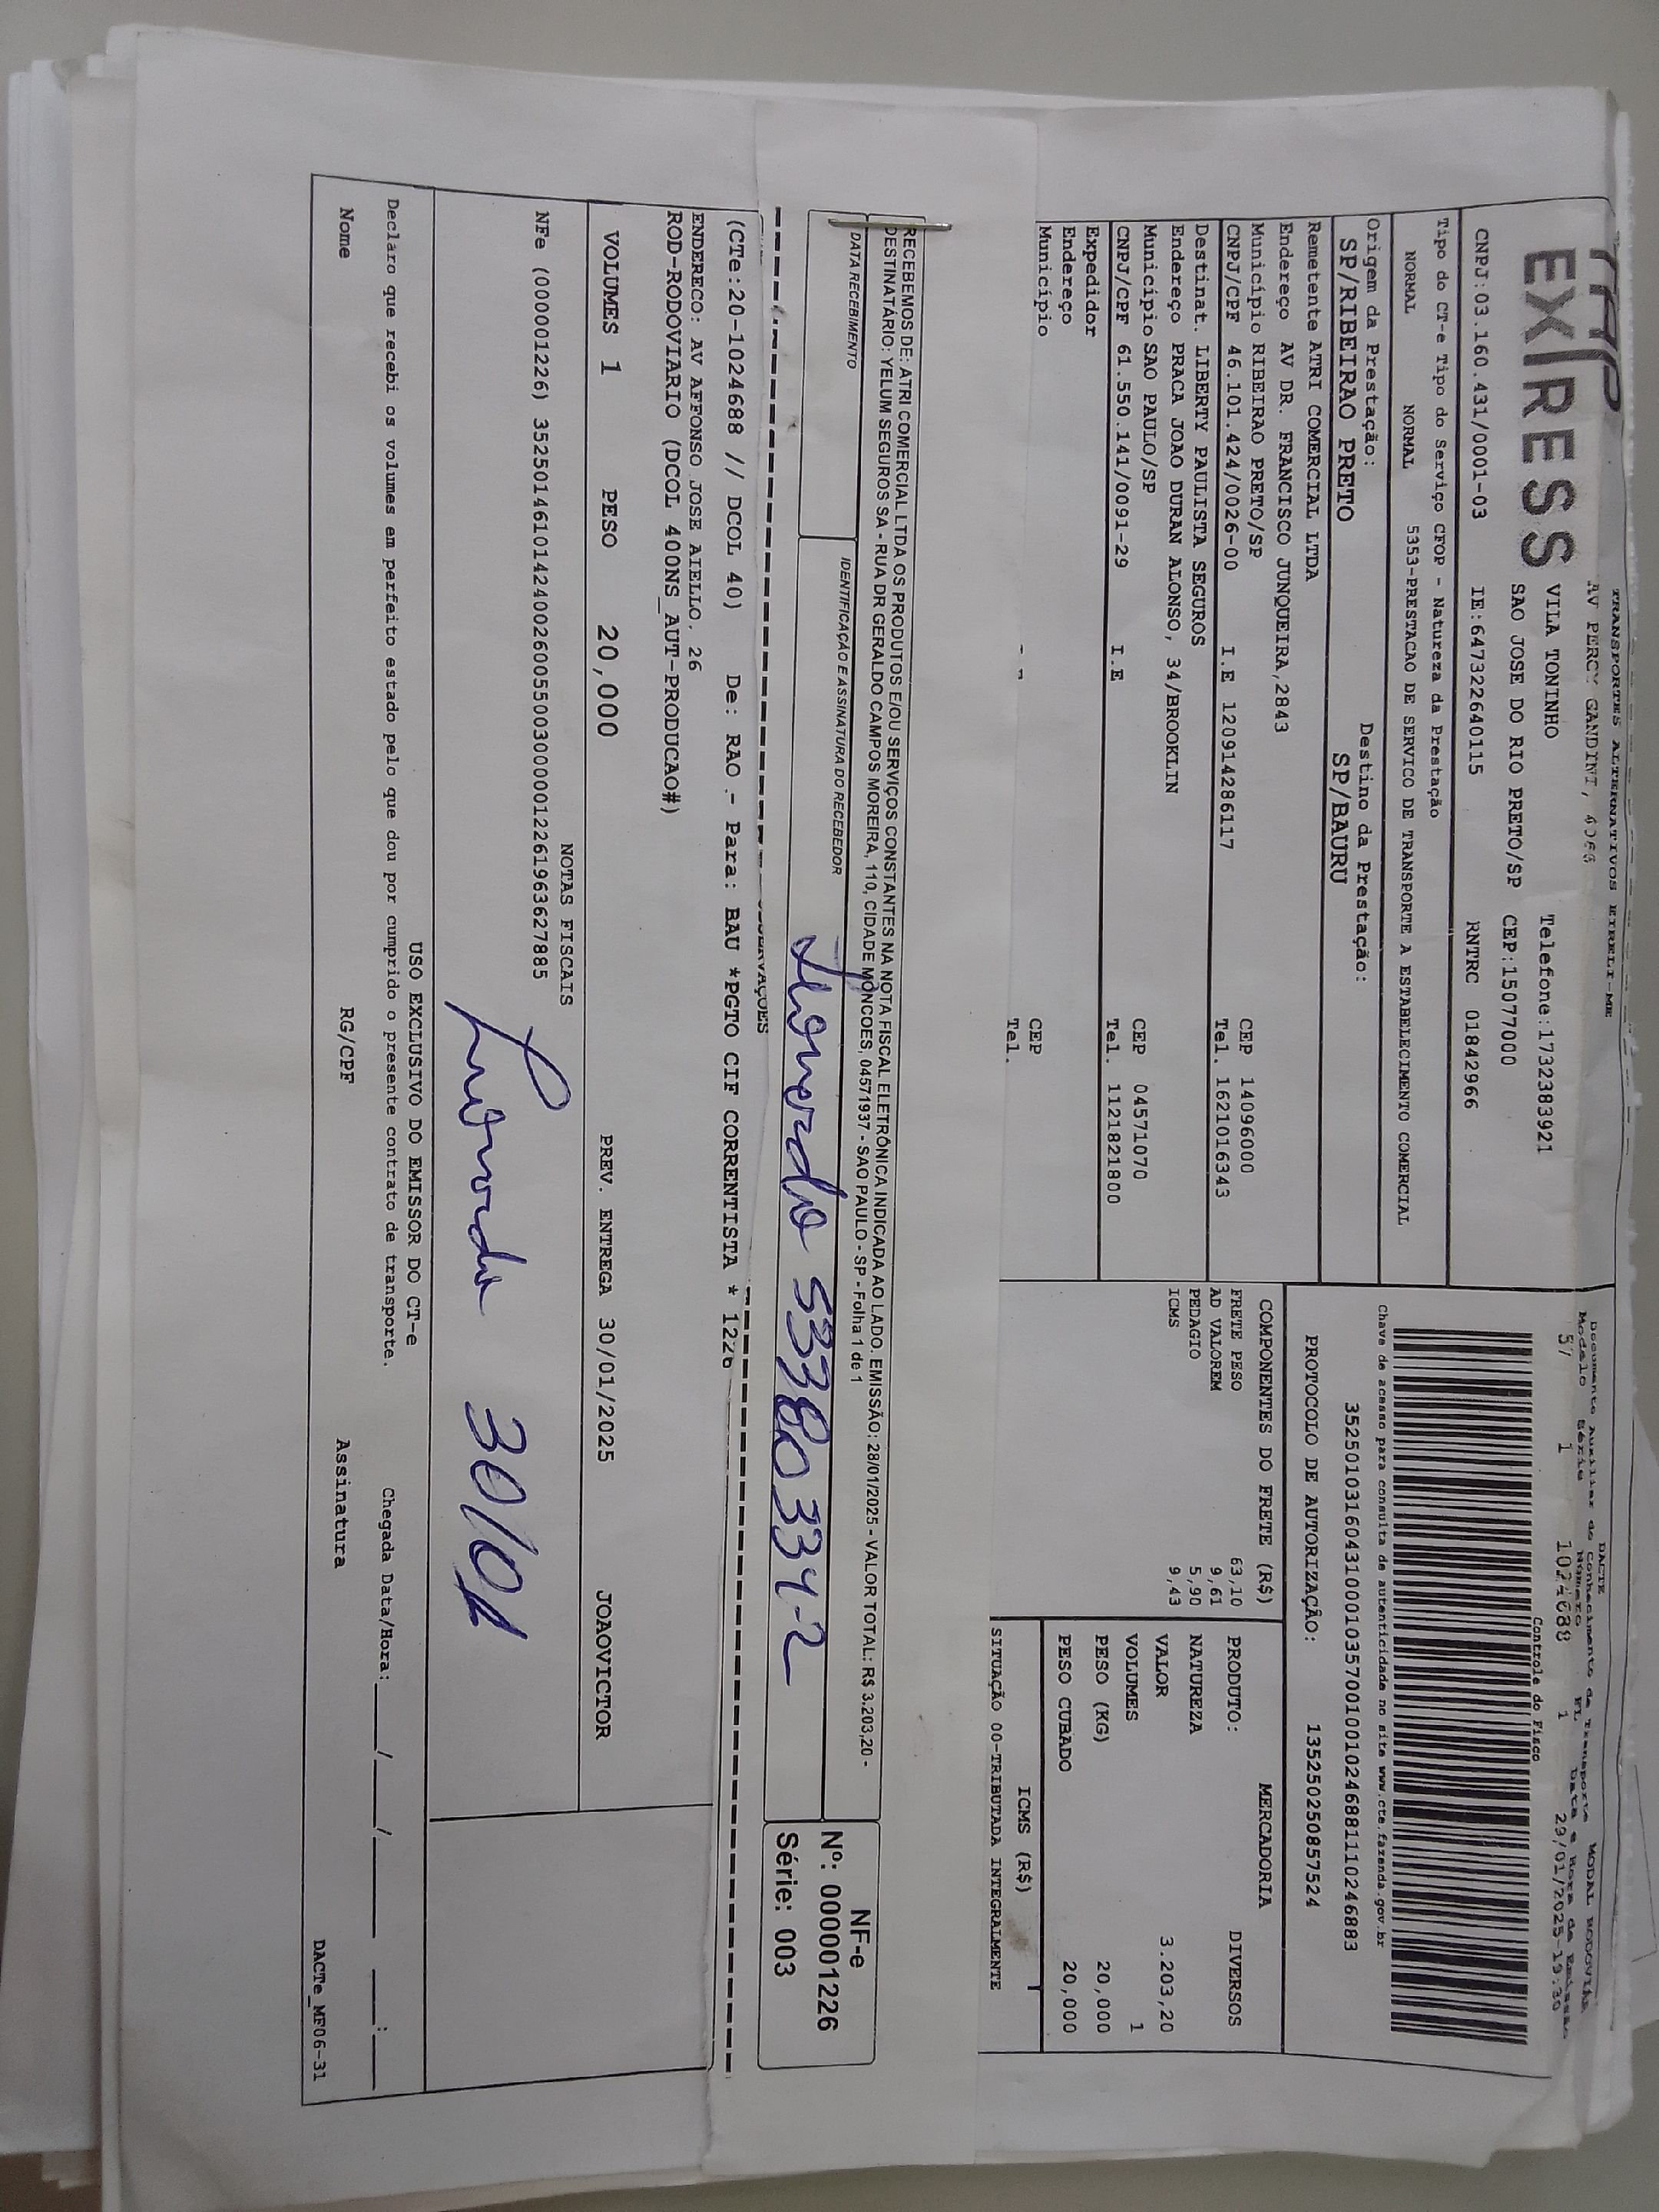 TRANSPORTES ALTERNATIVOS EIRELI-ME
TAP
EXPRESS
AV PERCY GANDINI,
VILA TONINHO Telefone:1732383921
SAO JOSE DO RIO PRETO/SP CEP:15077000
CNPJ:03.160.431/0001-03 IE:647322640115 RNTRC 01842966
Tipo do CT-e Tipo do Serviço CFOP - Natureza da Prestação
NORMAL NORMAL 5353-PRESTACAO DE SERVICO DE TRANSPORTE A ESTABELECIMENTO COMERCIAL
Origem da Prestação: Destino da Prestação:
SP/RIBEIRAO PRETO SP/BAURU
Remetente ATRI COMERCIAL LTDA
Endereço AV DR. FRANCISCO JUNQUEIRA,2843
Município RIBEIRAO PRETO/SP CEP 14096000
CNPJ/CPF 46.101.424/0026-00 I.E 120914286117 Tel. 1621016343
Destinat. LIBERTY PAULISTA SEGUROS
Endereço PRACA JOAO DURAN ALONSO, 34/BROOKLIN
Município SAO PAULO/SP CEP 04571070
CNPJ/CPF 61.550.141/0091-29 I.E Tel. 1121821800
Expedidor
Endereço
Município CEP
Tel.
DACTE
Documento Auxiliar do Conhecimento de Transporte MODAL RODOVIÁR
Modelo Série Número FL Data e Hora de Emissão
57 1 1024688 1 29/01/2025-19:30
Controle do Fisco
Chave de acesso para consulta de autenticidade no site www.cte.fazenda.gov.br
35250103160431000103570010010246881110246883
PROTOCOLO DE AUTORIZAÇÃO: 135250250857524
COMPONENTES DO FRETE (R$)
FRETE PESO 63,10
AD VALOREM 9,61
PEDAGIO 5,90
ICMS 9,43
MERCADORIA
PRODUTO: DIVERSOS
NATUREZA
VALOR 3.203,20
VOLUMES 1
PESO (KG) 20,000
PESO CUBADO 20,000
ICMS (R$)
SITUAÇÃO 00-TRIBUTADA INTEGRALMENTE
RECEBEMOS DE: ATRI COMERCIAL LTDA OS PRODUTOS E/OU SERVIÇOS CONSTANTES NA NOTA FISCAL ELETRÔNICA INDICADA AO LADO. EMISSÃO: 28/01/2025 - VALOR TOTAL: R$ 3.203,20 -
DESTINATÁRIO: YELUM SEGUROS SA - RUA DR GERALDO CAMPOS MOREIRA, 110, CIDADE MONCOES, 04571937 - SAO PAULO - SP - Folha 1 de 1
DATA RECEBIMENTO IDENTIFICAÇÃO E ASSINATURA DO RECEBEDOR
Leonardo 533803342
NF-e
Nº: 000001226
Série: 003
OBSERVAÇÕES
(CTe:20-1024688 // DCOL 40) De: RAO - Para: BAU *PGTO CIF CORRENTISTA * 1226
ENDERECO: AV AFFONSO JOSE AIELLO, 26
ROD-RODOVIARIO (DCOL 400NS_AUT-PRODUCAO#)
VOLUMES 1 PESO 20,000 PREV. ENTREGA 30/01/2025 JOAOVICTOR
NOTAS FISCAIS
NFe (000001226) 35250146101424002600550030000012261963627885
Leonardo 30/01
USO EXCLUSIVO DO EMISSOR DO CT-e
Declaro que recebi os volumes em perfeito estado pelo que dou por cumprido o presente contrato de transporte. Chegada Data/Hora:___/___/_____ ___:___
Nome RG/CPF Assinatura
DACTe_MF06-31